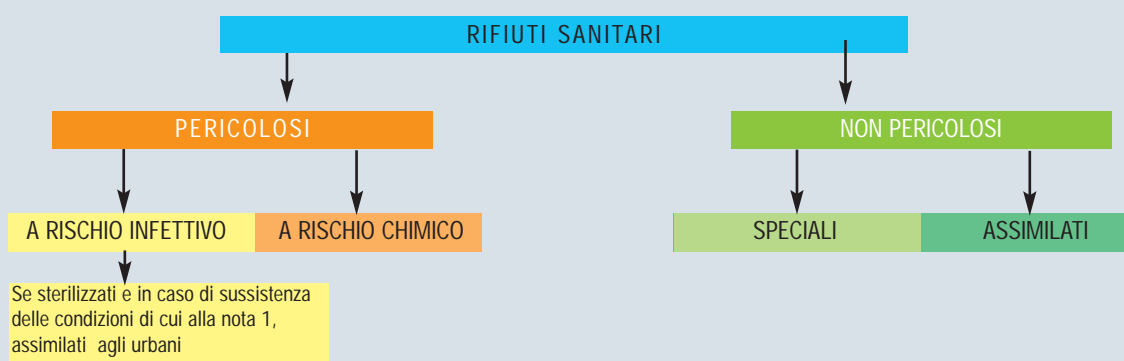 RIFIUTI SANITARI
PERICOLOSI
NON PERICOLOSI
A RISCHIO INFETTIVO
A RISCHIO CHIMICO
SPECIALI
ASSIMILATI
Se sterilizzati e in caso di sussistenza
delle condizioni di cui alla nota 1,
assimilati agli urbani